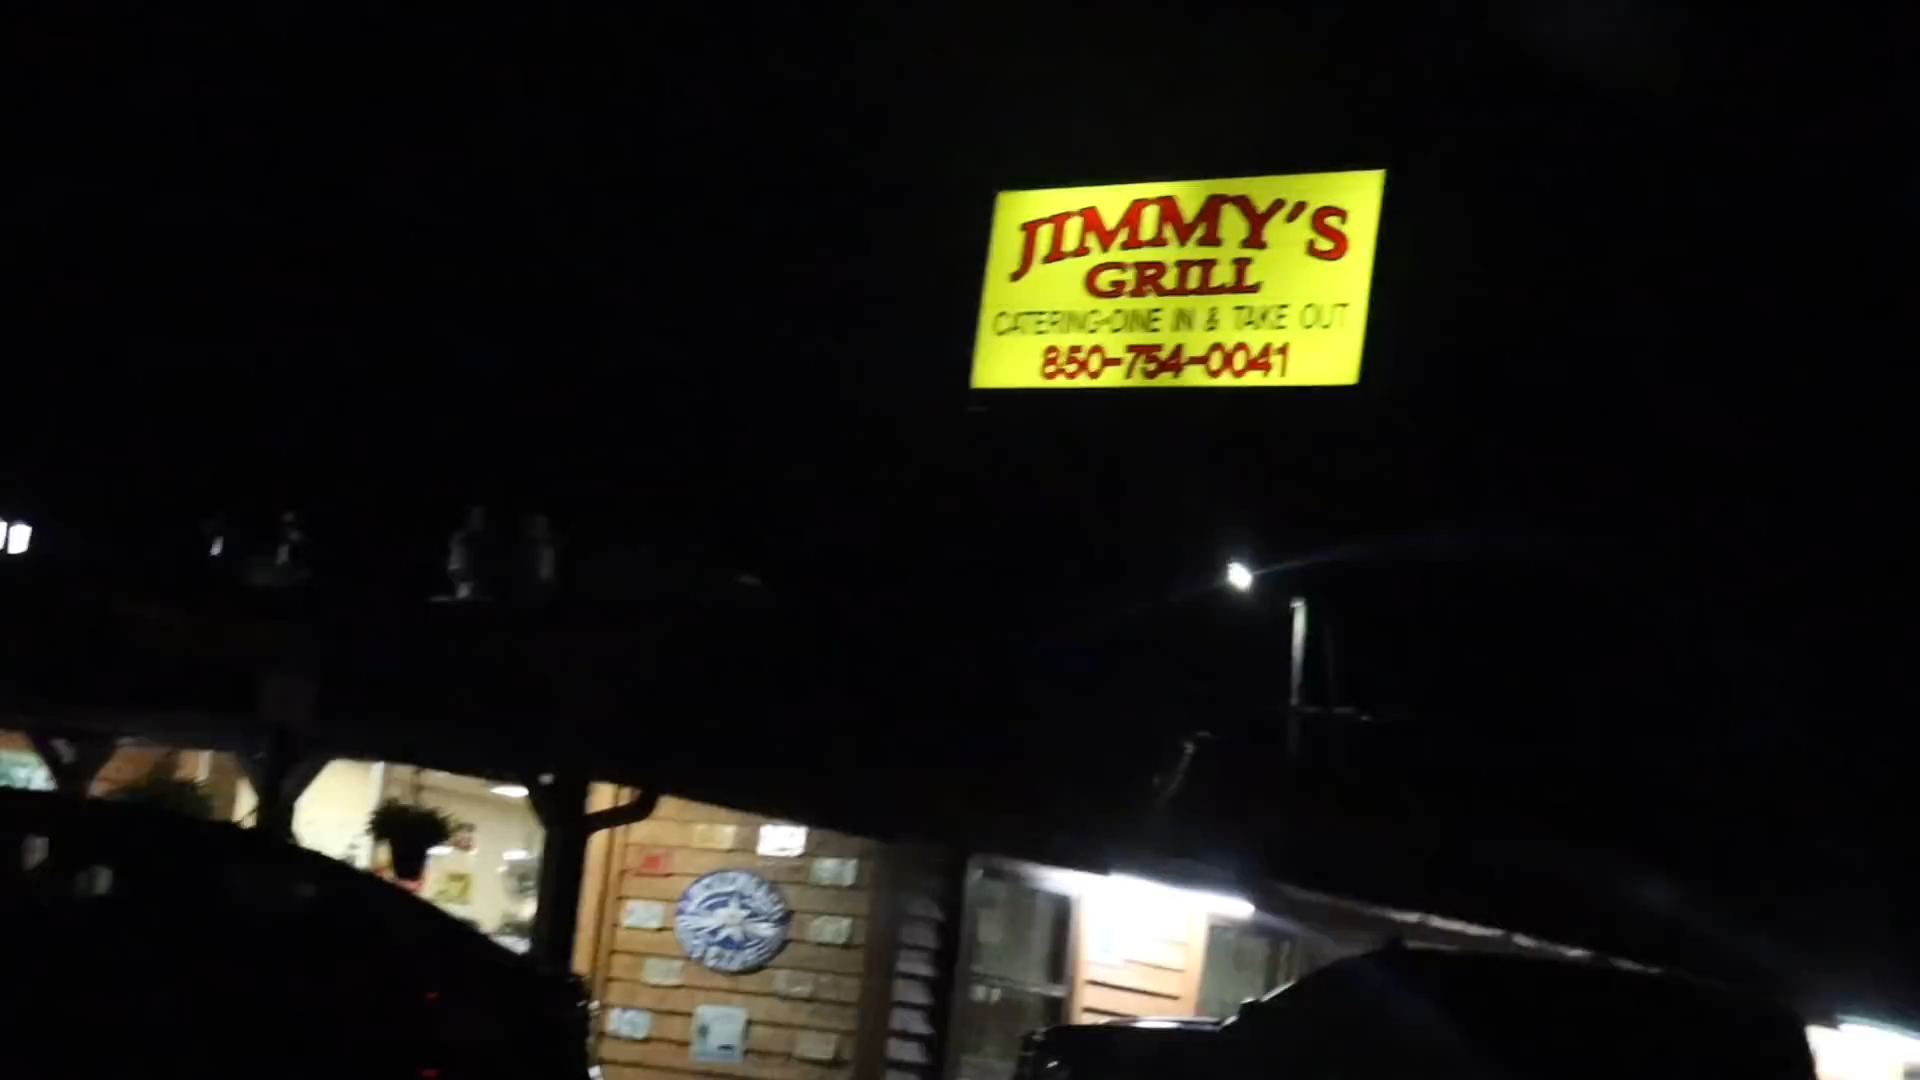 JIMMY'S
GRILL
CATERING-DINE IN & TAKE OUT
850-754-0041